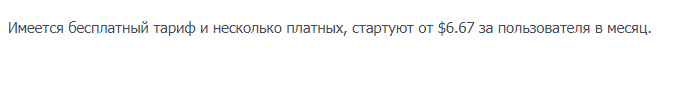 Имеется бесплатный тариф и несколько платных, стартуют от $6.67 за пользователя в месяц.